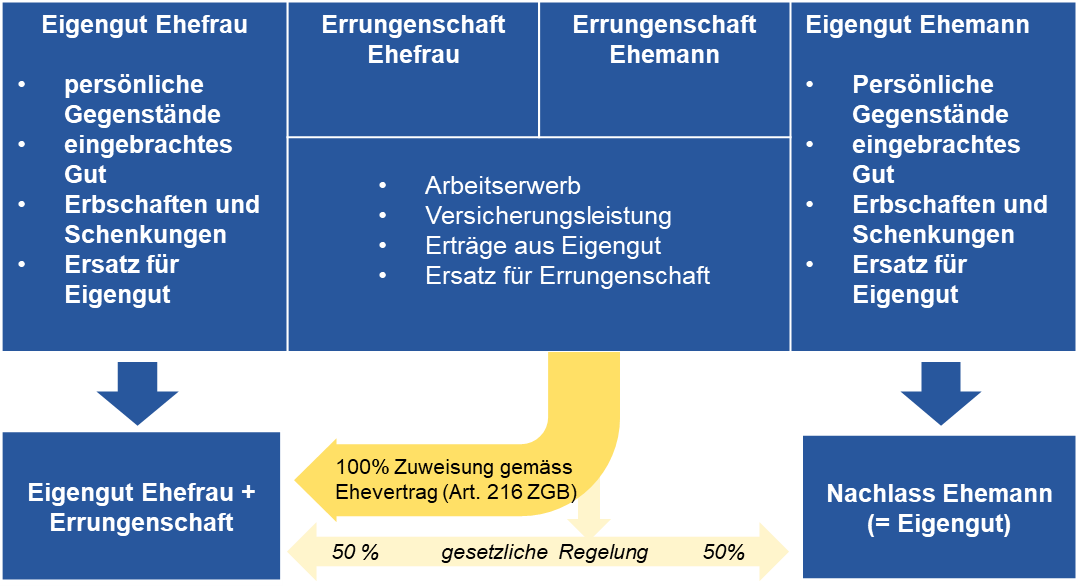 Eigengut Ehefrau
• persönliche
Gegenstände
• eingebrachtes
Gut
• Erbschaften und
Schenkungen
• Ersatz für
Eigengut
Errungenschaft
Ehefrau
Errungenschaft
Ehemann
• Arbeitserwerb
• Versicherungsleistung
• Erträge aus Eigengut
• Ersatz für Errungenschaft
Eigengut Ehemann
• Persönliche
Gegenstände
• eingebrachtes
Gut
• Erbschaften und
Schenkungen
• Ersatz für
Eigengut
Eigengut Ehefrau +
Errungenschaft
100% Zuweisung gemäss
Ehevertrag (Art. 216 ZGB)
50 % gesetzliche Regelung 50%
Nachlass Ehemann
(= Eigengut)